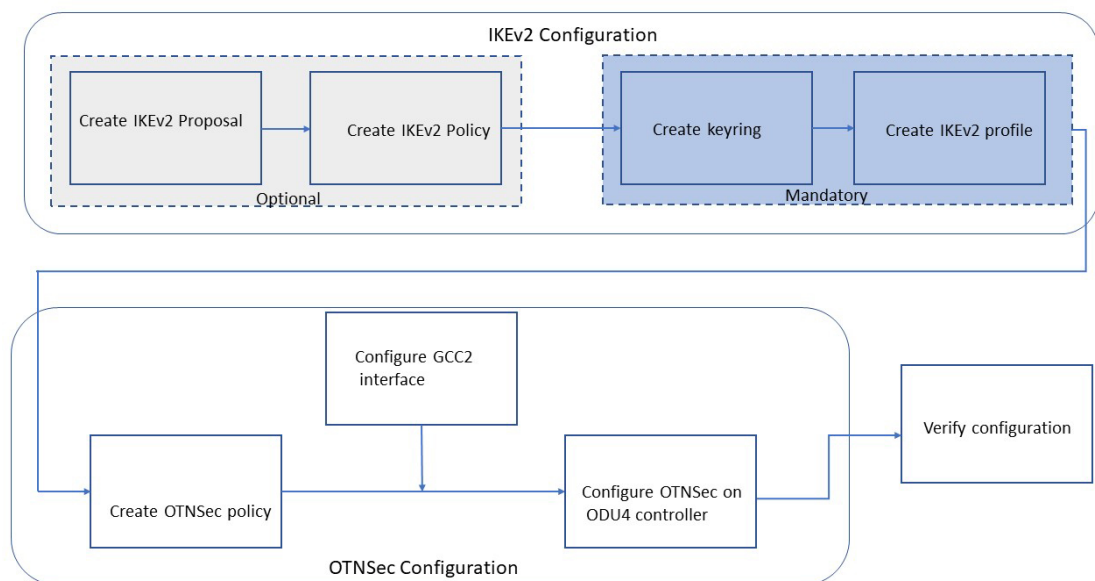 IKEv2 Configuration
Create IKEv2 Proposal
Create IKEv2 Policy
Optional
Create keyring
Create IKEv2 profile
Mandatory
Configure GCC2
interface
Create OTNSec policy
Configure OTNSec on
ODU4 controller
OTNSec Configuration
Verify configuration